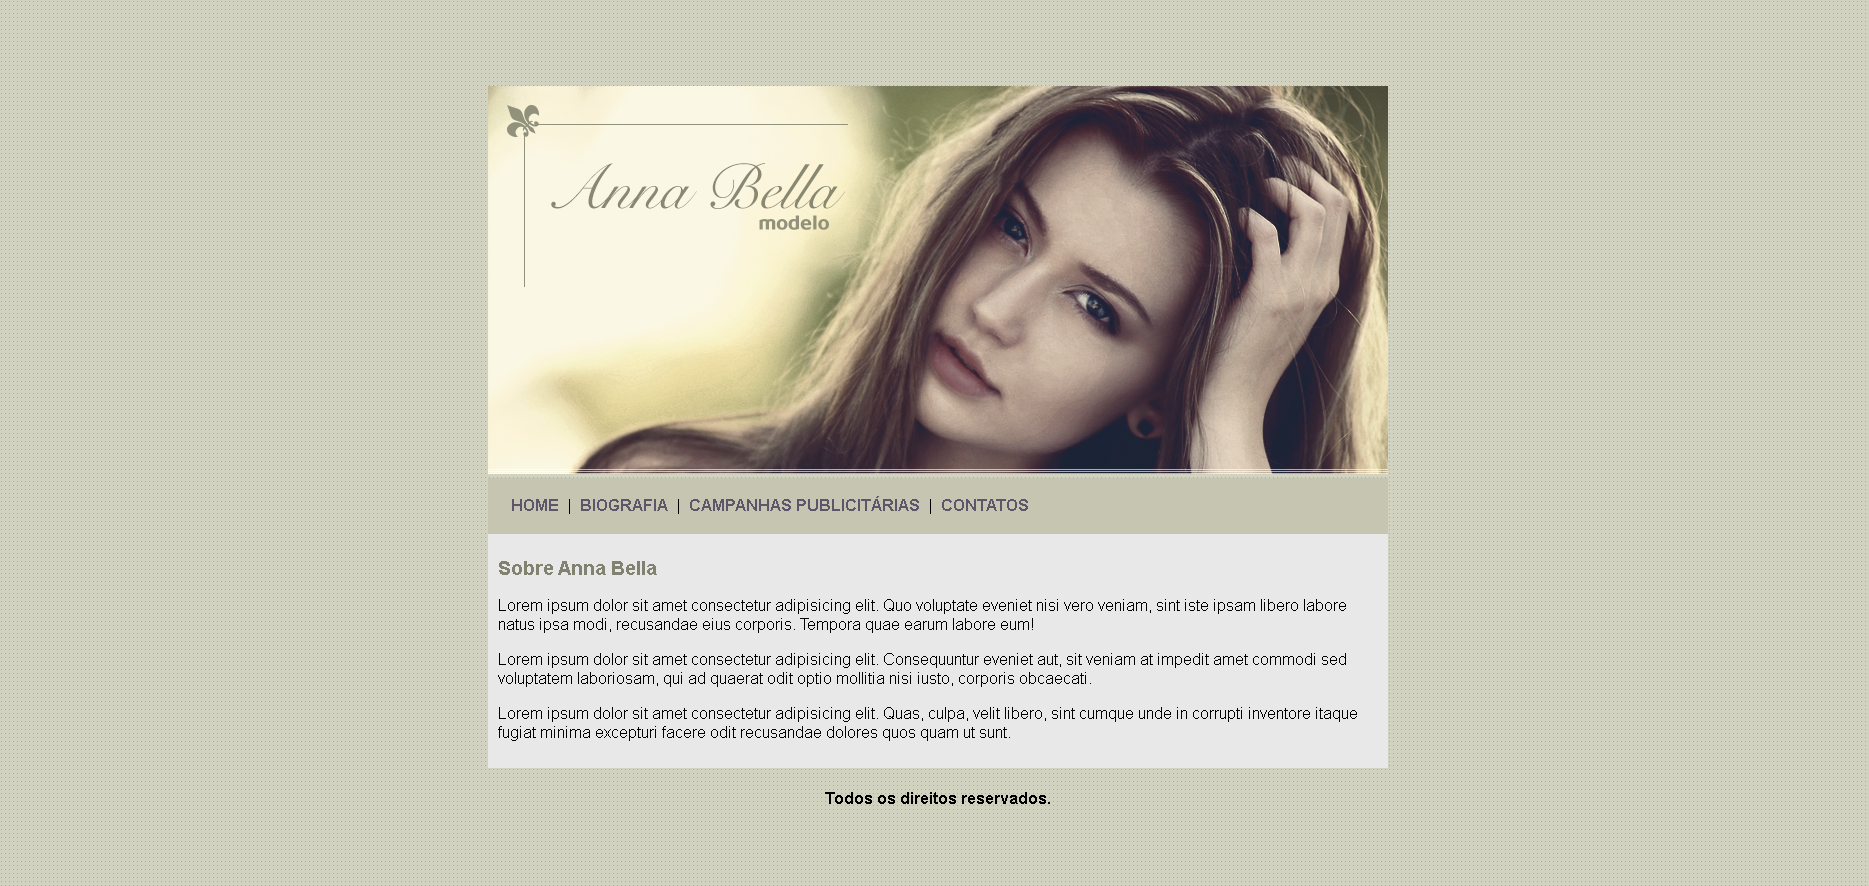 Anna Bella
modelo
HOME | BIOGRAFIA | CAMPANHAS PUBLICITÁRIAS | CONTATOS
Sobre Anna Bella
Lorem ipsum dolor sit amet consectetur adipisicing elit. Quo voluptate eveniet nisi vero veniam, sint iste ipsam libero labore
natus ipsa modi, recusandae eius corporis. Tempora quae earum labore eum!
Lorem ipsum dolor sit amet consectetur adipisicing elit. Consequuntur eveniet aut, sit veniam at impedit amet commodi sed
voluptatem laboriosam, qui ad quaerat odit optio mollitia nisi iusto, corporis obcaecati.
Lorem ipsum dolor sit amet consectetur adipisicing elit. Quas, culpa, velit libero, sint cumque unde in corrupti inventore itaque
fugiat minima excepturi facere odit recusandae dolores quos quam ut sunt.
Todos os direitos reservados.